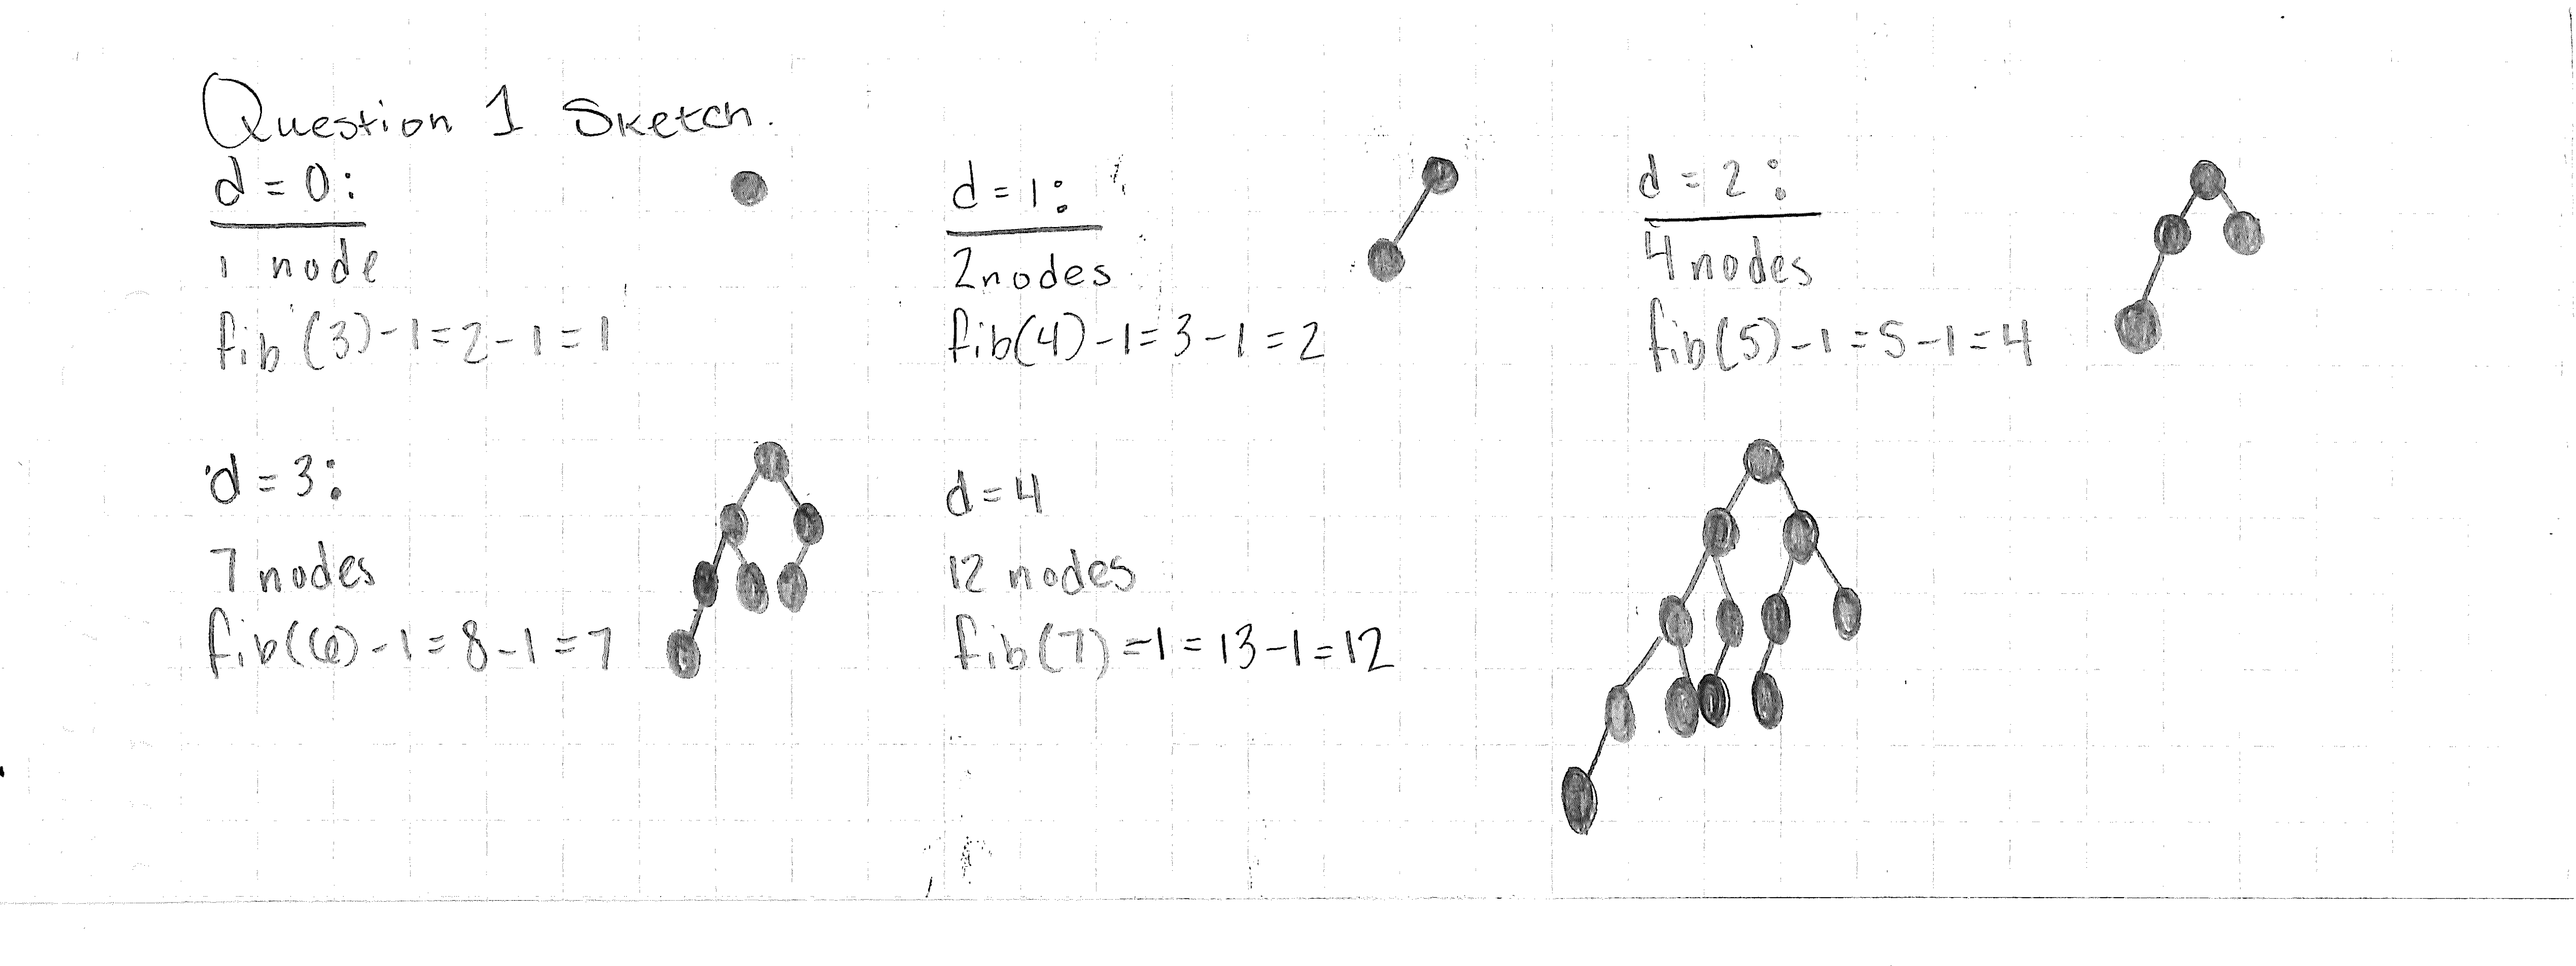 Question 1 Sketch.
d = 0:
1 node
fib(3)-1=2-1=1
d = 1:
2nodes
fib(4)-1=3-1=2
d = 2:
4 nodes
fib(5)-1=5-1=4
d = 3:
7 nodes
fib(6)-1=8-1=7
d = 4
12 nodes
fib(7)-1=13-1=12